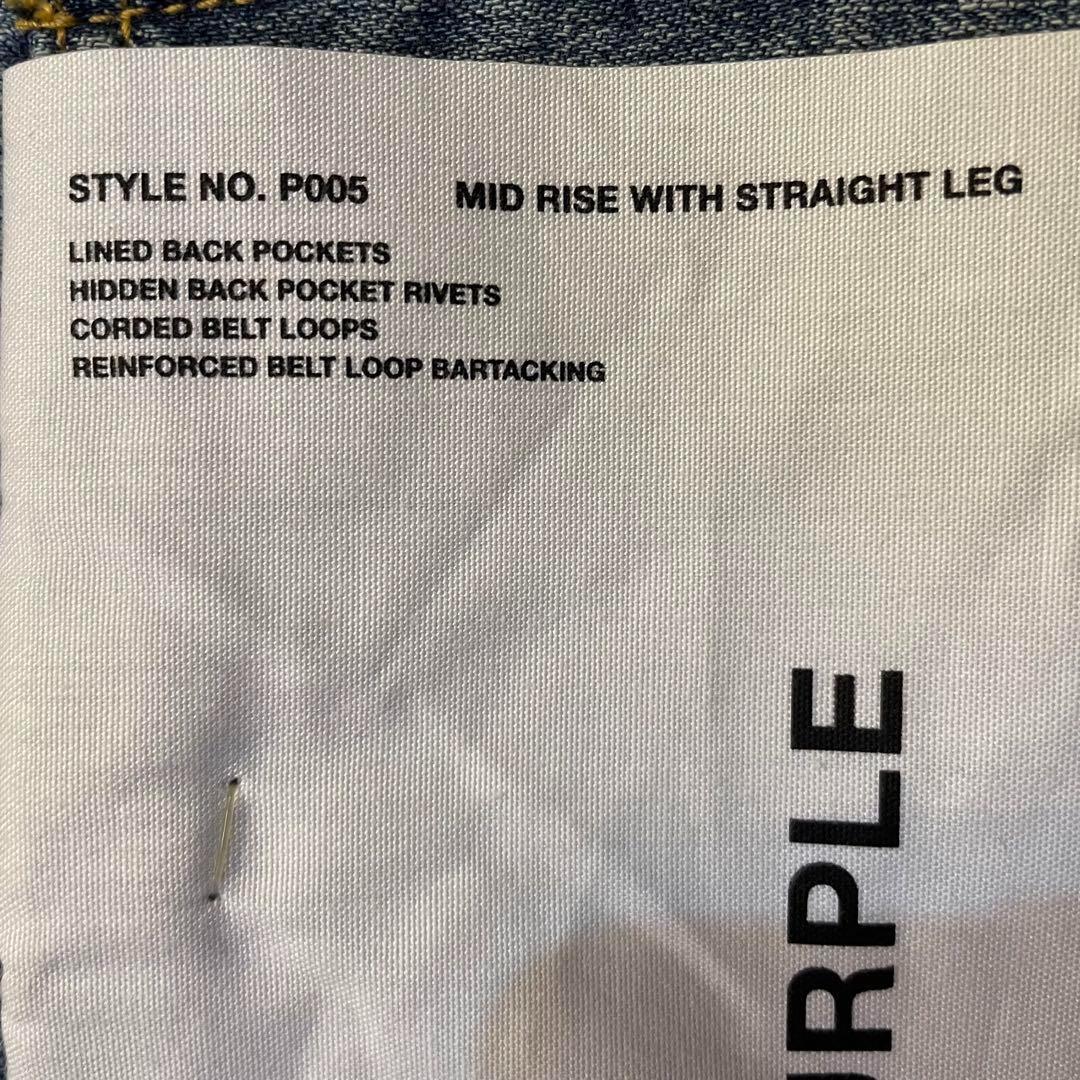 STYLE NO. P005 MID RISE WITH STRAIGHT LEG
LINED BACK POCKETS
HIDDEN BACK POCKET RIVETS
CORDED BELT LOOPS
REINFORCED BELT LOOP BARTACKING
URPLE